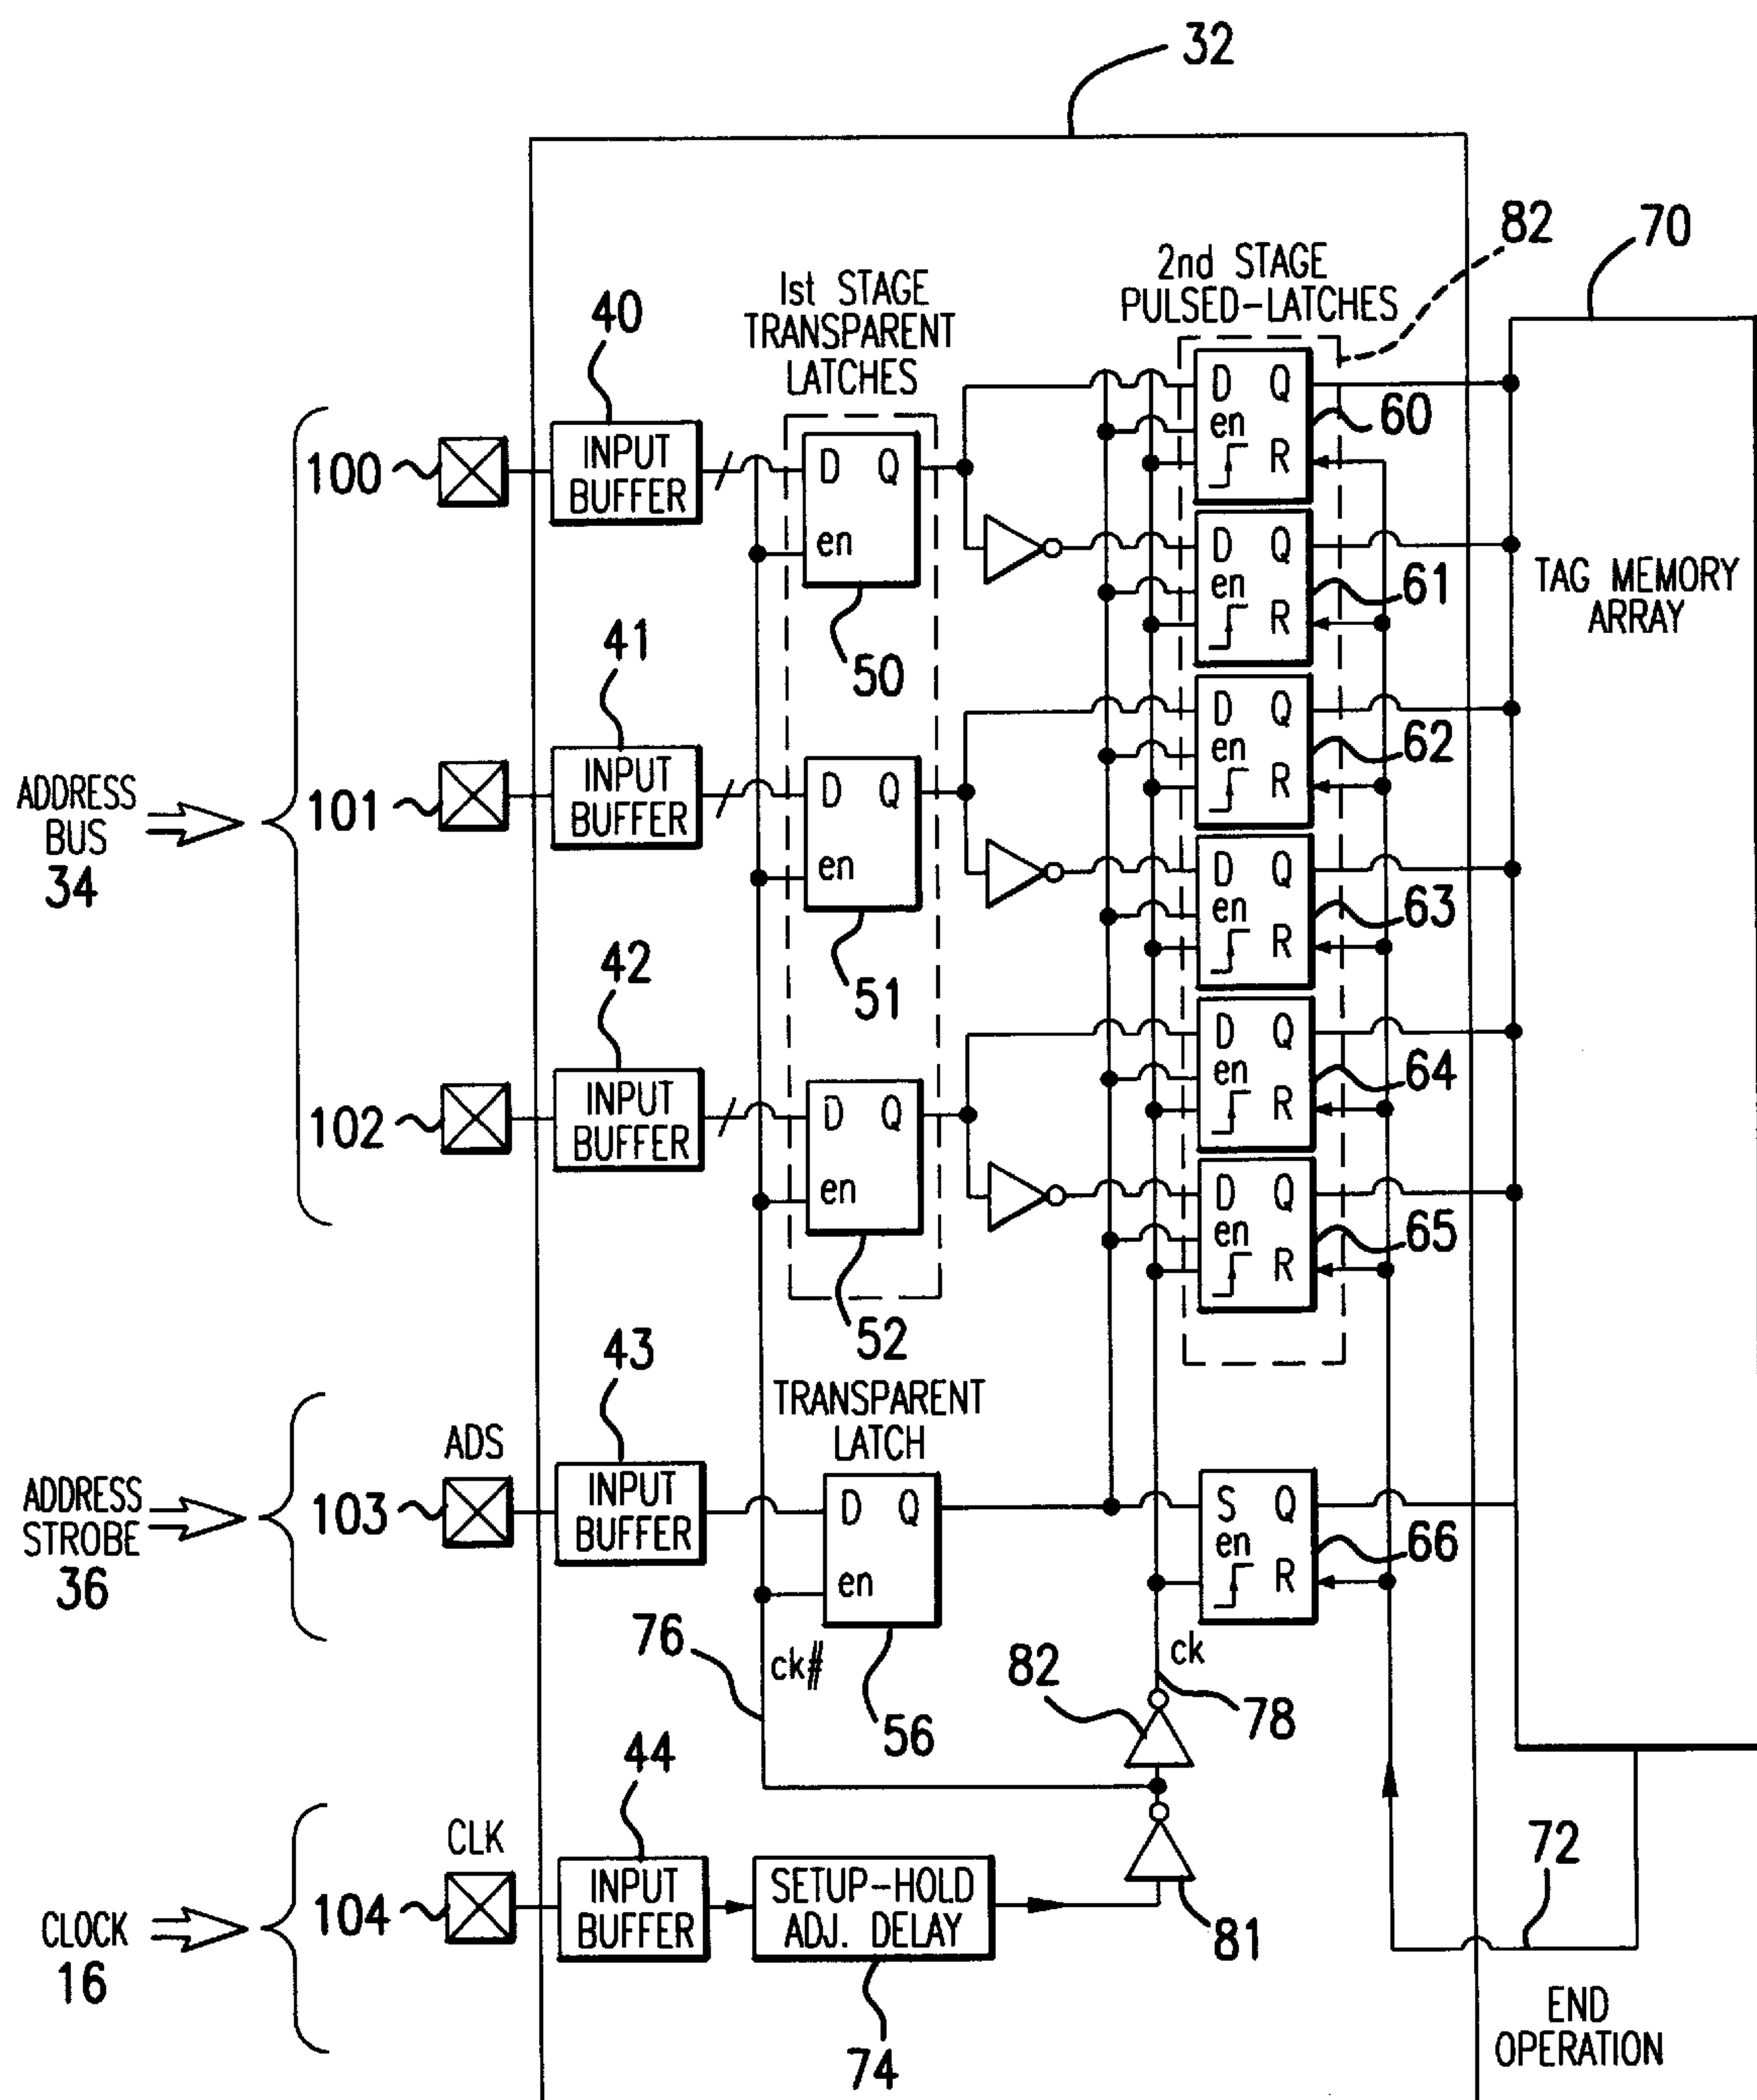 32
82
70
2nd STAGE
PULSED-LATCHES
1st STAGE
TRANSPARENT
LATCHES
40
100
INPUT
BUFFER
D Q
en
50
D Q
en
R
60
D Q
en
R
61
TAG MEMORY
ARRAY
ADDRESS
BUS
34
41
101
INPUT
BUFFER
D Q
en
51
D Q
en
R
62
D Q
en
R
63
42
102
INPUT
BUFFER
D Q
en
52
D Q
en
R
64
D Q
en
R
65
ADDRESS
STROBE
36
ADS
103
43
INPUT
BUFFER
TRANSPARENT
LATCH
D Q
en
56
S Q
en
R
66
76
ck#
82
ck
78
CLOCK
16
CLK
104
44
INPUT
BUFFER
SETUP-HOLD
ADJ. DELAY
74
81
72
END
OPERATION